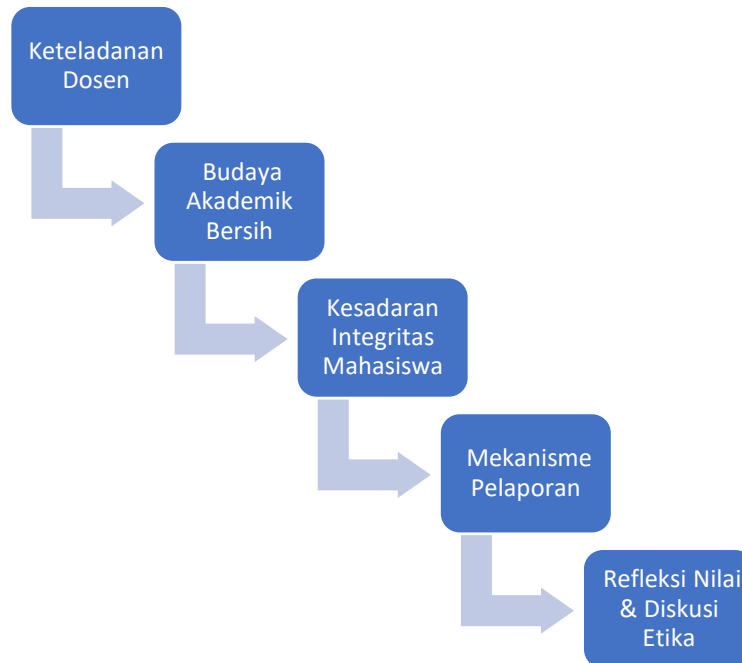 Keteladanan
Dosen
Budaya
Akademik
Bersih
Kesadaran
Integritas
Mahasiswa
Mekanisme
Pelaporan
Refleksi Nilai
& Diskusi
Etika